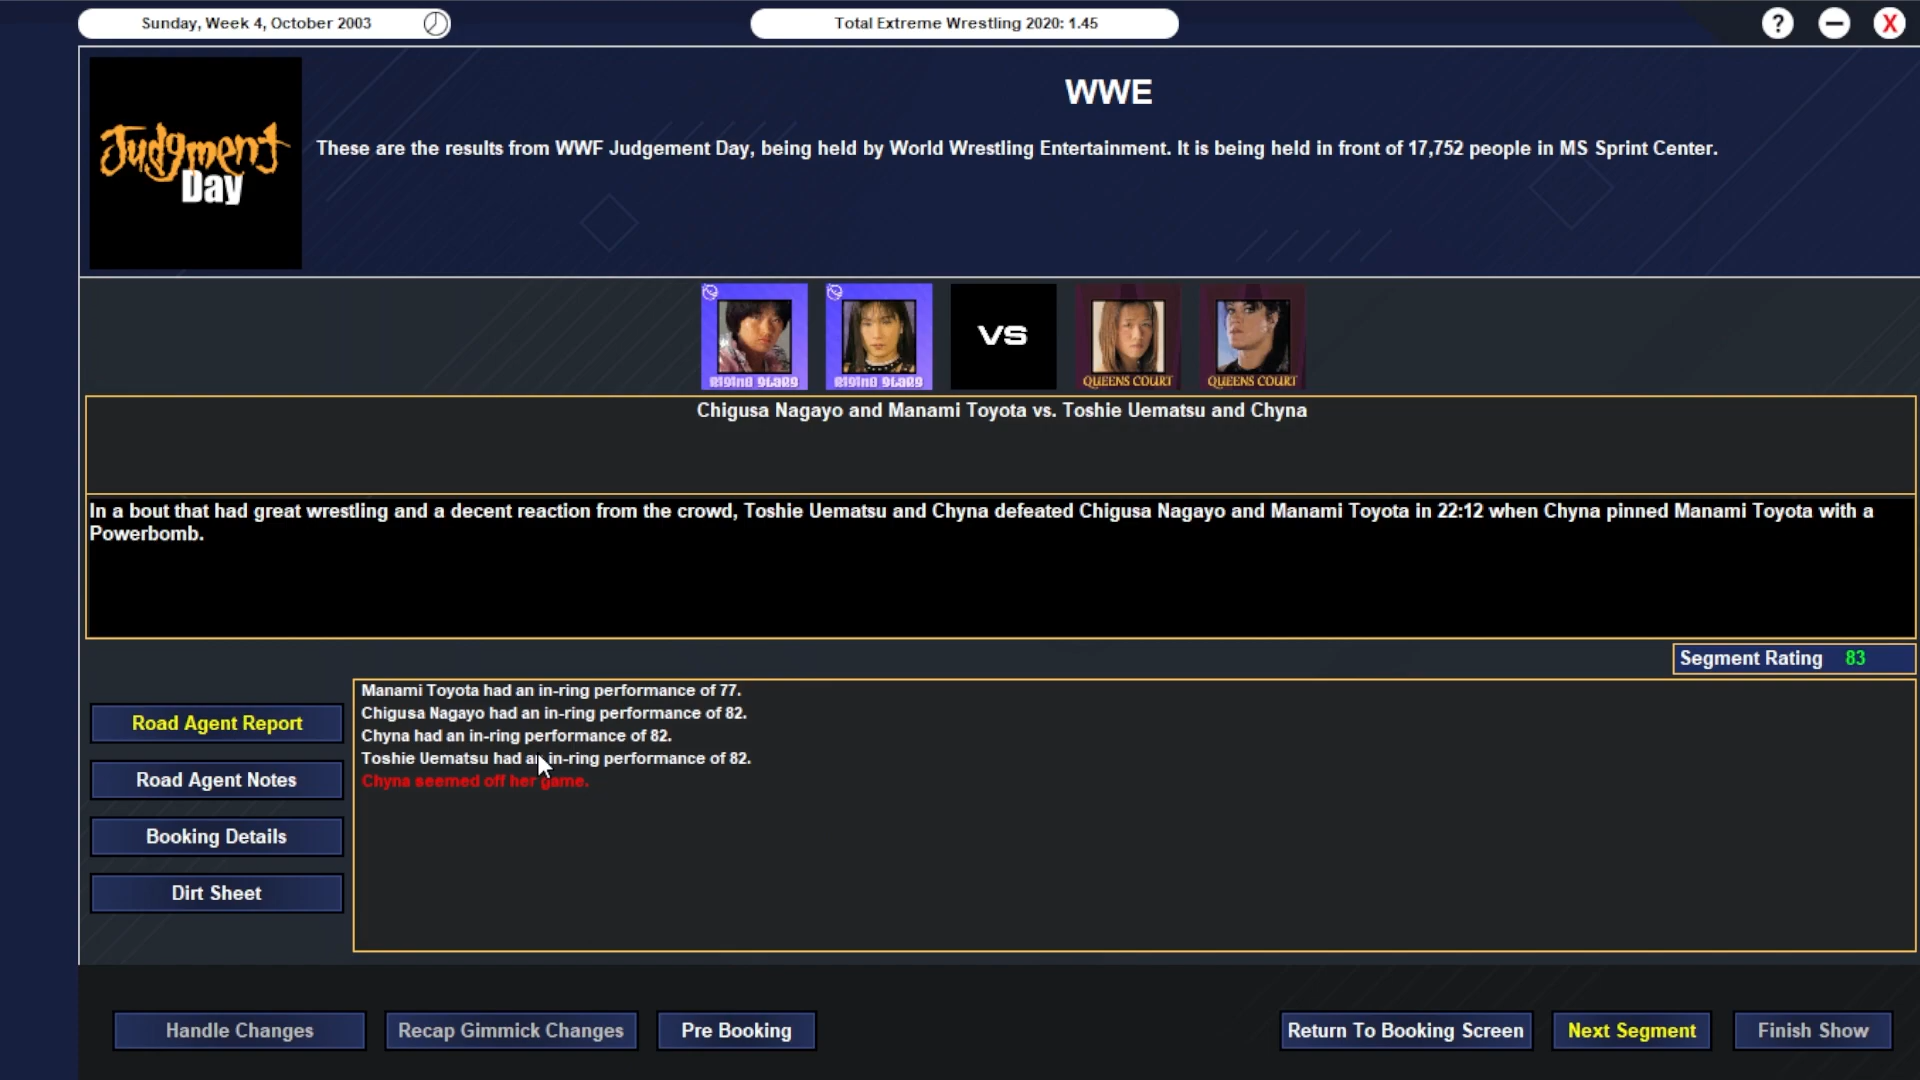 Sunday, Week 4, October 2003
Total Extreme Wrestling 2020: 1.45
?
X
Judgment
Day
WWE
These are the results from WWF Judgement Day, being held by World Wrestling Entertainment. It is being held in front of 17,752 people in MS Sprint Center.
RISING STARS
RISING STARS
VS
QUEENS COURT
QUEENS COURT
Chigusa Nagayo and Manami Toyota vs. Toshie Uematsu and Chyna
In a bout that had great wrestling and a decent reaction from the crowd, Toshie Uematsu and Chyna defeated Chigusa Nagayo and Manami Toyota in 22:12 when Chyna pinned Manami Toyota with a
Powerbomb.
Segment Rating 83
Road Agent Report
Road Agent Notes
Booking Details
Dirt Sheet
Manami Toyota had an in-ring performance of 77.
Chigusa Nagayo had an in-ring performance of 82.
Chyna had an in-ring performance of 82.
Toshie Uematsu had an in-ring performance of 82.
Chyna seemed off her game.
Handle Changes
Recap Gimmick Changes
Pre Booking
Return To Booking Screen
Next Segment
Finish Show